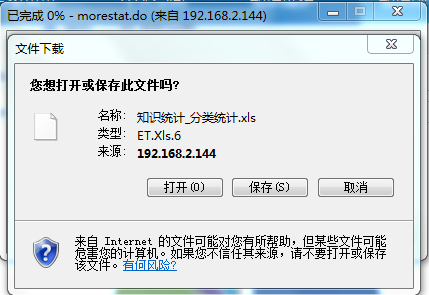 已完成 0% - morestat.do (来自 192.168.2.144)
文件下载
您想打开或保存此文件吗?
名称: 知识统计_分类统计.xls
类型: ET.Xls.6
来源: 192.168.2.144
打开(O) 保存(S) 取消
来自 Internet 的文件可能对您有所帮助，但某些文件可能
危害您的计算机。如果您不信任其来源，请不要打开或保存
该文件。有何风险?